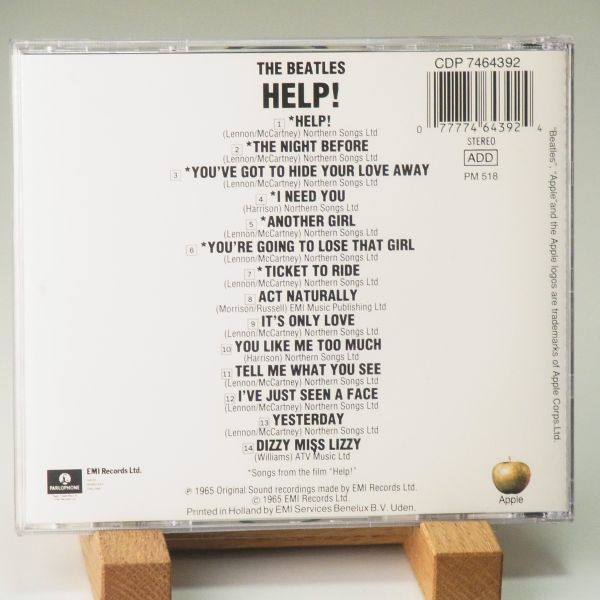 CDP 7464392
0 77774 64392 4
STEREO
ADD
PM 518
THE BEATLES
HELP!
1 *HELP!
(Lennon/McCartney) Northern Songs Ltd
2 *THE NIGHT BEFORE
(Lennon/McCartney) Northern Songs Ltd
3 *YOU'VE GOT TO HIDE YOUR LOVE AWAY
(Lennon/McCartney) Northern Songs Ltd
4 *I NEED YOU
(Harrison) Northern Songs Ltd
5 *ANOTHER GIRL
(Lennon/McCartney) Northern Songs Ltd
6 *YOU'RE GOING TO LOSE THAT GIRL
(Lennon/McCartney) Northern Songs Ltd
7 *TICKET TO RIDE
(Lennon/McCartney) Northern Songs Ltd
8 ACT NATURALLY
(Morrison/Russell) EMI Music Publishing Ltd
9 IT'S ONLY LOVE
(Lennon/McCartney) Northern Songs Ltd
10 YOU LIKE ME TOO MUCH
(Harrison) Northern Songs Ltd
11 TELL ME WHAT YOU SEE
(Lennon/McCartney) Northern Songs Ltd
12 I'VE JUST SEEN A FACE
(Lennon/McCartney) Northern Songs Ltd
13 YESTERDAY
(Lennon/McCartney) Northern Songs Ltd
14 DIZZY MISS LIZZY
(Williams) ATV Music Ltd
*Songs from the film "Help!"
PARLOPHONE
EMI Records Ltd.
℗ 1965 Original Sound recordings made by EMI Records Ltd.
© 1965 EMI Records Ltd.
Printed in Holland by EMI Services Benelux B.V. Uden.
Apple
"Beatles", "Apple" and the Apple logos are trademarks of Apple Corps Ltd.